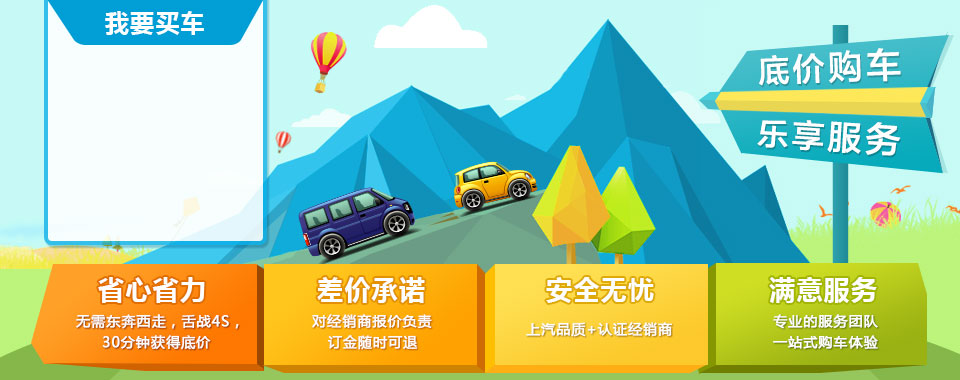 我要买车
底价购车
乐享服务
省心省力
无需东奔西走，舌战4S，
30分钟获得底价
差价承诺
对经销商报价负责
订金随时可退
安全无忧
上汽品质+认证经销商
满意服务
专业的服务团队
一站式购车体验